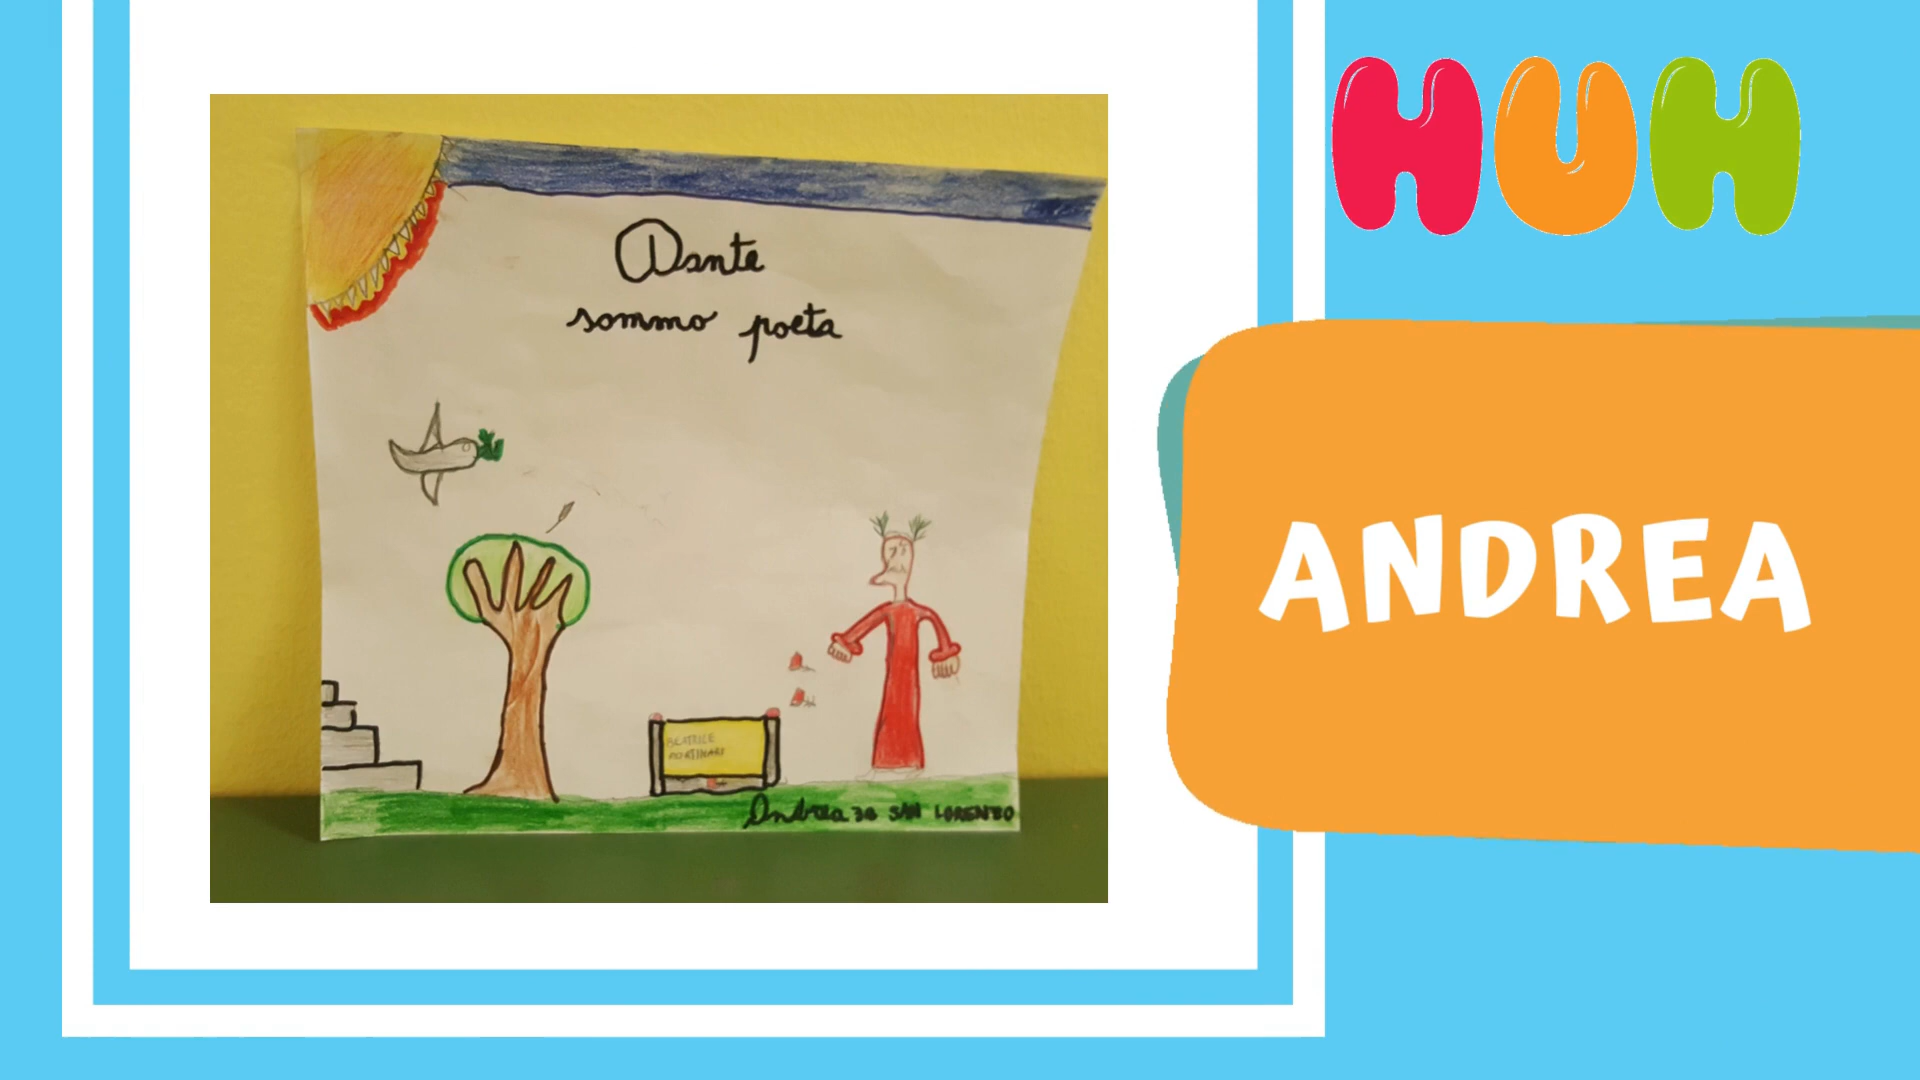 HUH
Dante
sommo poeta
ANDREA
BEATRICE
PORTINARI
Andrea 3B SAN LORENZO